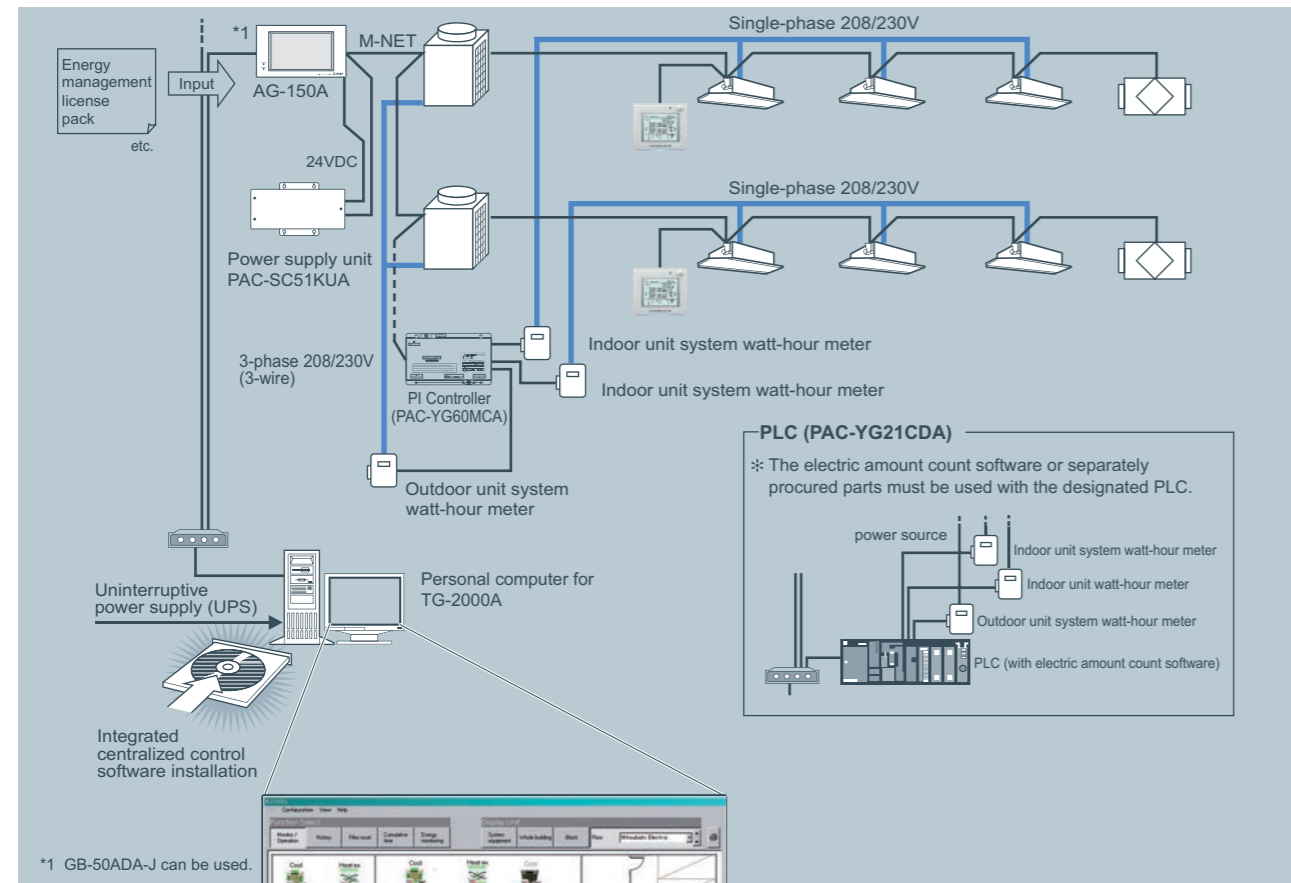 *1
Energy
management
license
pack
etc.
Input
AG-150A
M-NET
Single-phase 208/230V
24VDC
Power supply unit
PAC-SC51KUA
Single-phase 208/230V
3-phase 208/230V
(3-wire)
PI Controller
(PAC-YG60MCA)
Indoor unit system watt-hour meter
Indoor unit system watt-hour meter
Outdoor unit system
watt-hour meter
PLC (PAC-YG21CDA)
✻ The electric amount count software or separately
procured parts must be used with the designated PLC.
power source
Indoor unit system watt-hour meter
Indoor unit watt-hour meter
Outdoor unit system watt-hour meter
PLC (with electric amount count software)
Uninterruptive
power supply (UPS)
Personal computer for
TG-2000A
Integrated
centralized control
software installation
Configuration View Help
Function Select
Display Unit
Monitor / Operation
History
Filter reset
Cumulative time
Energy monitoring
System equipment
Whole building
Block
Floor
Mitsubishi Electric
Cool
Heat ex.
Cool
Heat ex.
Cool
*1 GB-50ADA-J can be used.